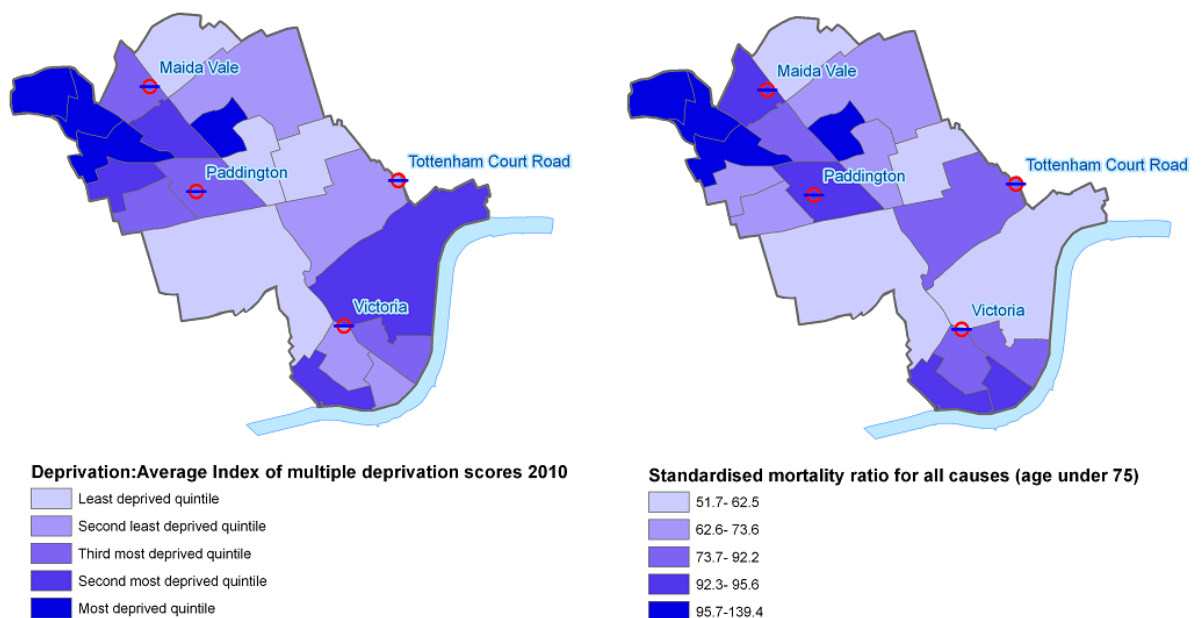 Maida Vale
Paddington
Tottenham Court Road
Victoria
Deprivation:Average Index of multiple deprivation scores 2010
Least deprived quintile
Second least deprived quintile
Third most deprived quintile
Second most deprived quintile
Most deprived quintile
Maida Vale
Paddington
Tottenham Court Road
Victoria
Standardised mortality ratio for all causes (age under 75)
51.7- 62.5
62.6- 73.6
73.7- 92.2
92.3- 95.6
95.7-139.4